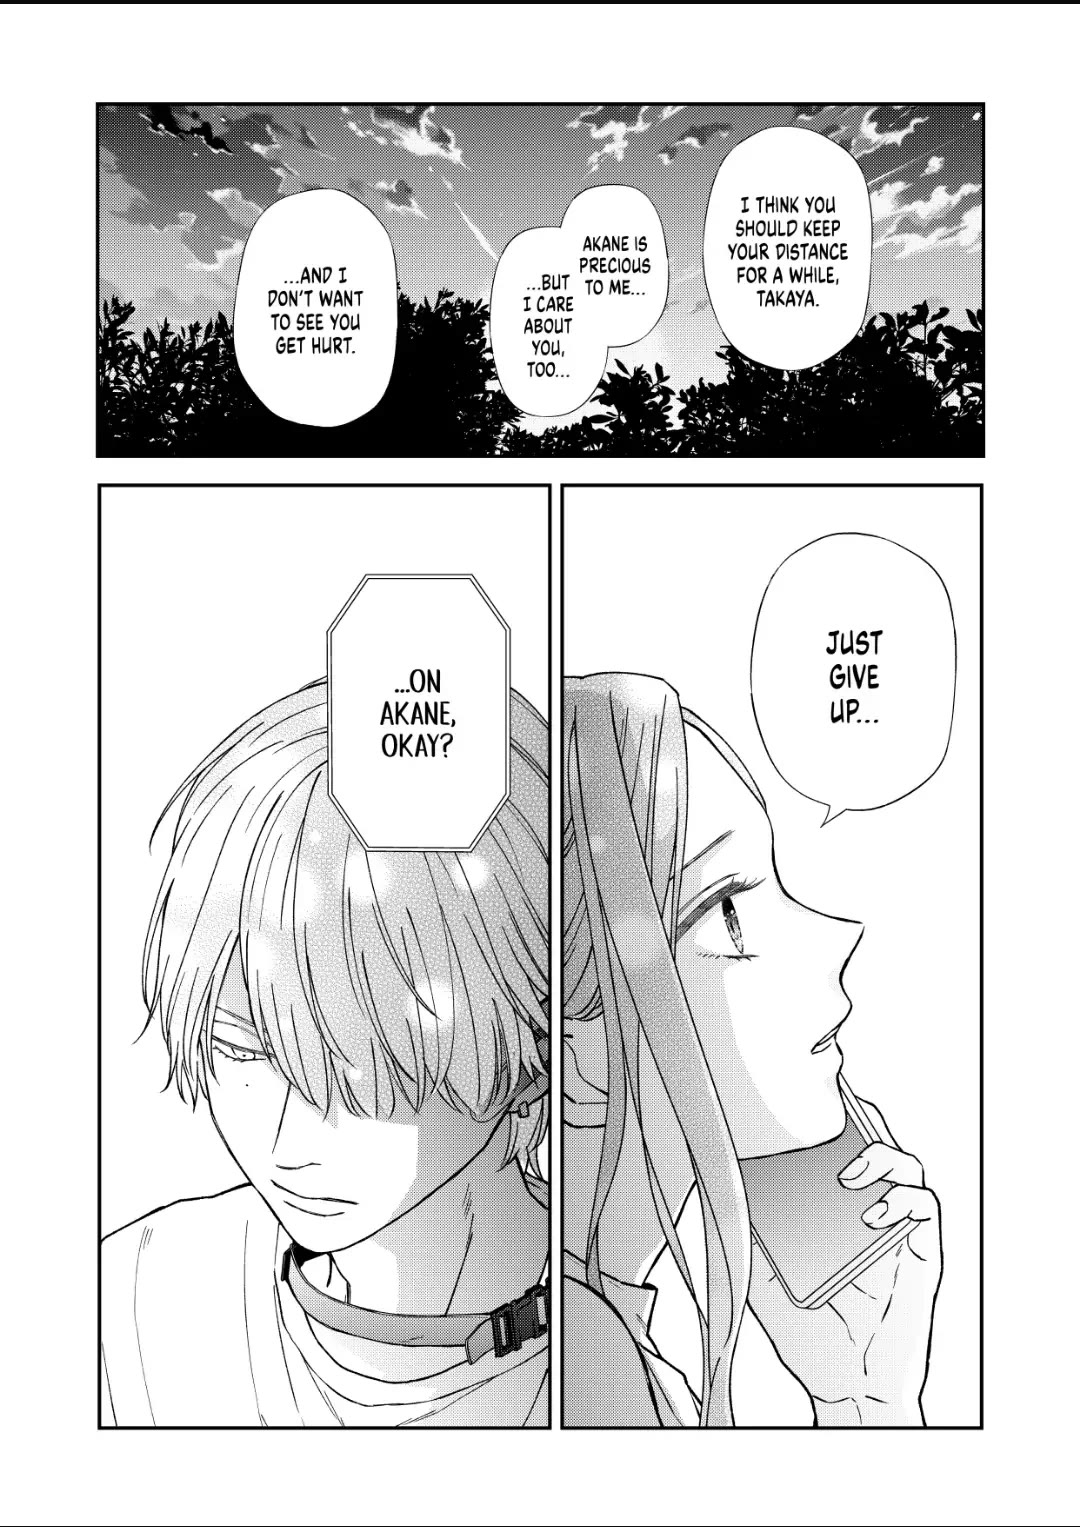 I THINK YOU
SHOULD KEEP
YOUR DISTANCE
FOR A WHILE,
TAKAYA.
AKANE IS
PRECIOUS
TO ME...
...BUT
I CARE
ABOUT
YOU,
TOO...
...AND I
DON'T WANT
TO SEE YOU
GET HURT.
JUST
GIVE
UP...
...ON
AKANE,
OKAY?